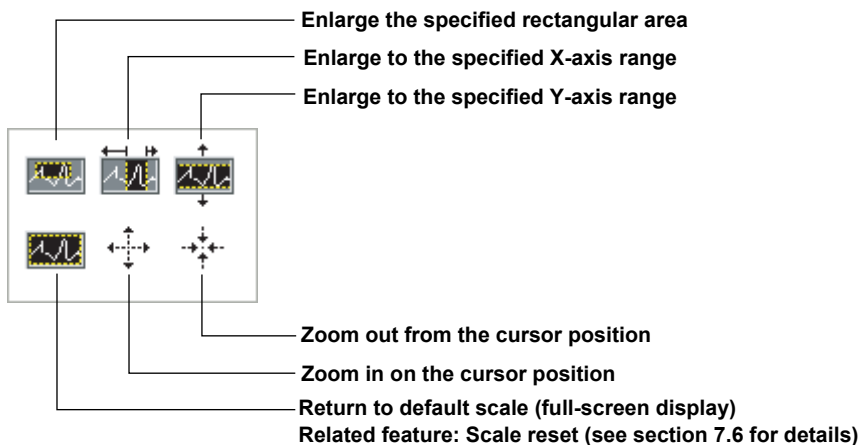 Enlarge the specified rectangular area
Enlarge to the specified X-axis range
Enlarge to the specified Y-axis range
Zoom out from the cursor position
Zoom in on the cursor position
Return to default scale (full-screen display)
Related feature: Scale reset (see section 7.6 for details)